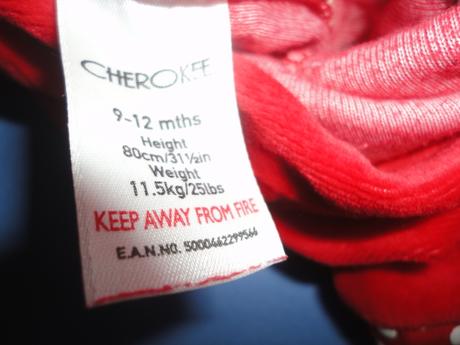 CHEROKEE
9-12 mths
Height
80cm/31½in
Weight
11.5kg/25lbs
KEEP AWAY FROM FIRE
E.A.N.NO. 5000462299566